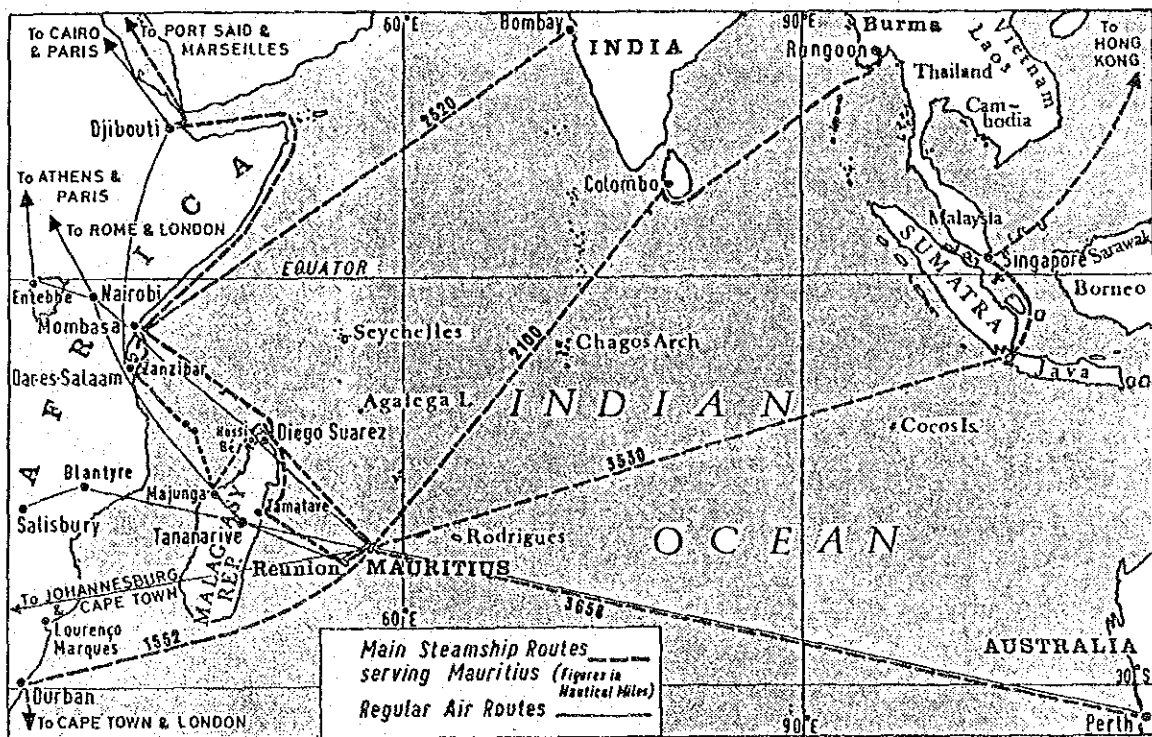 To CAIRO
& PARIS
To PORT SAID &
MARSEILLES
60°E
Bombay
INDIA
90°E
Burma
Rangoon
Laos
Vietnam
To
HONG
KONG
Thailand
Cam-
bodia
Djibouti
2520
To ATHENS &
PARIS
To ROME & LONDON
AFRICA
Colombo
Malaysia
SUMATRA
Singapore
Sarawak
Borneo
EQUATOR
Entebbe
Nairobi
Mombasa
Zanzibar
Dar-es-Salaam
Seychelles
2100
Chagos Arch
Java
Agalega I.
INDIAN
Cocos Is.
Nossi
Be
Diego Suarez
3530
Blantyre
Majunga
Salisbury
Tamatave
Tananarive
Rodrigues
OCEAN
Reunion
MAURITIUS
MALAGASY
REP.
To JOHANNESBURG
& CAPE TOWN
Lourenço
Marques
1552
60°E
3658
AUSTRALIA
Main Steamship Routes
serving Mauritius (Figures in
Nautical Miles)
Regular Air Routes
Durban
To CAPE TOWN & LONDON
90°E
30°S
Perth